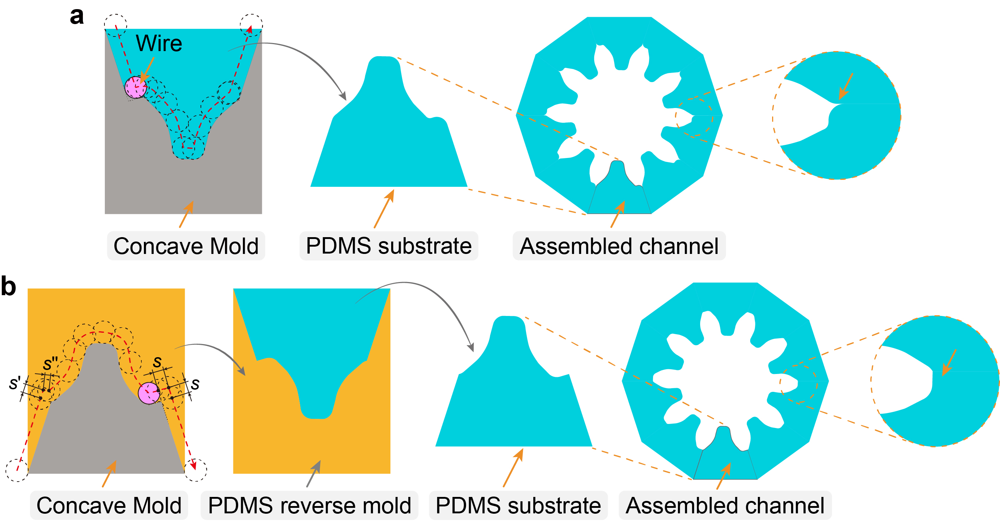 a
Wire
Concave Mold
PDMS substrate
Assembled channel
b
s"
s'
s
s
Concave Mold
PDMS reverse mold
PDMS substrate
Assembled channel